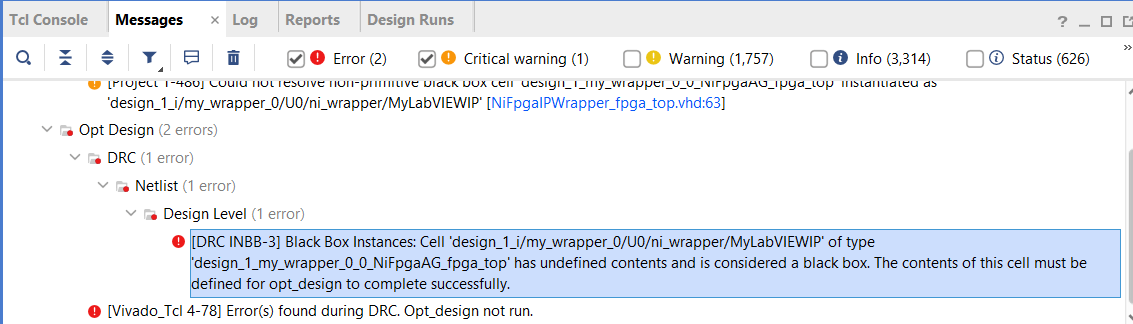 Tcl Console Messages × Log Reports Design Runs ? _
Error (2) Critical warning (1) Warning (1,757) Info (3,314) Status (626) »
[Project 1-486] Could not resolve non-primitive black box cell 'design_1_my_wrapper_0_0_NiFpgaAG_fpga_top' instantiated as
'design_1_i/my_wrapper_0/U0/ni_wrapper/MyLabVIEWIP' [NiFpgaIPWrapper_fpga_top.vhd:63]
Opt Design (2 errors)
DRC (1 error)
Netlist (1 error)
Design Level (1 error)
[DRC INBB-3] Black Box Instances: Cell 'design_1_i/my_wrapper_0/U0/ni_wrapper/MyLabVIEWIP' of type
'design_1_my_wrapper_0_0_NiFpgaAG_fpga_top' has undefined contents and is considered a black box. The contents of this cell must be
defined for opt_design to complete successfully.
[Vivado_Tcl 4-78] Error(s) found during DRC. Opt_design not run.